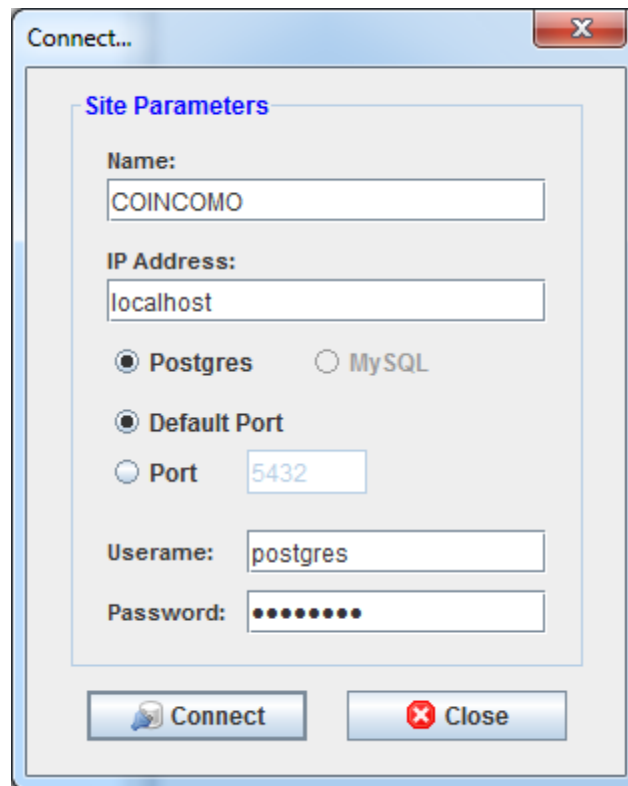 Connect...
Site Parameters
Name:
COINCOMO
IP Address:
localhost
Postgres MySQL
Default Port
Port 5432
Userame: postgres
Password: ••••••••
Connect Close